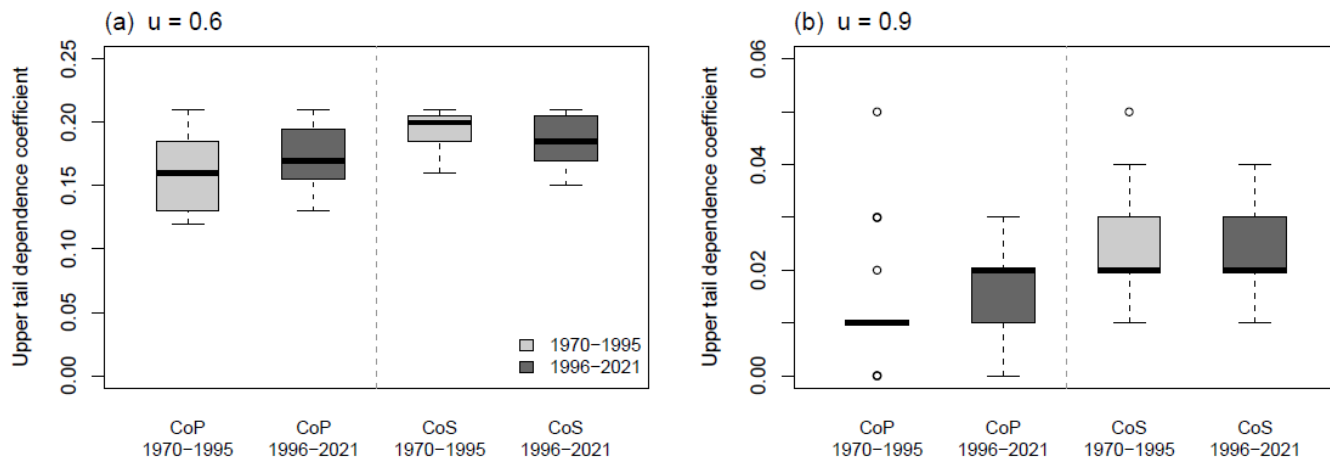 (a) u = 0.6
Upper tail dependence coefficient
0.25
0.20
0.15
0.10
0.05
0.00
1970−1995
1996−2021
CoP
1970−1995
CoP
1996−2021
CoS
1970−1995
CoS
1996−2021
(b) u = 0.9
Upper tail dependence coefficient
0.06
0.04
0.02
0.00
CoP
1970−1995
CoP
1996−2021
CoS
1970−1995
CoS
1996−2021